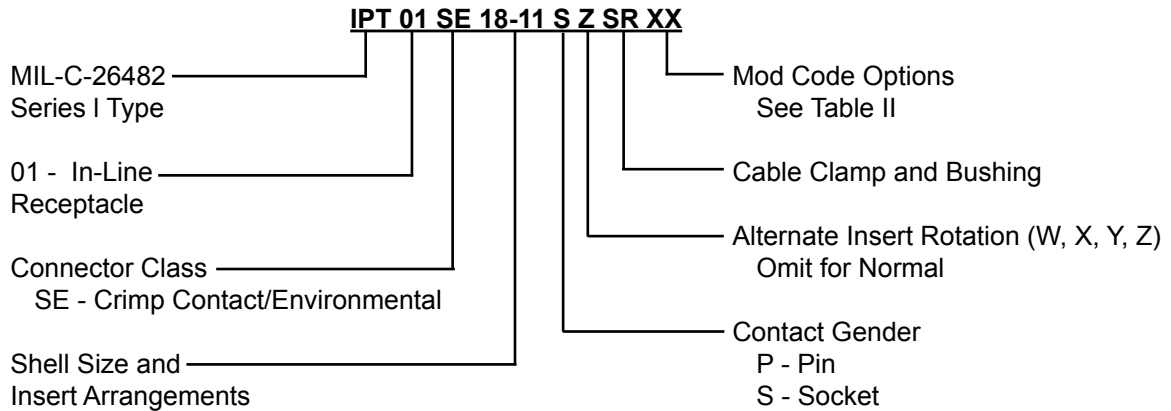 IPT 01 SE 18-11 S Z SR XX
MIL-C-26482
Series I Type
01 - In-Line
Receptacle
Connector Class
SE - Crimp Contact/Environmental
Shell Size and
Insert Arrangements
Mod Code Options
See Table II
Cable Clamp and Bushing
Alternate Insert Rotation (W, X, Y, Z)
Omit for Normal
Contact Gender
P - Pin
S - Socket